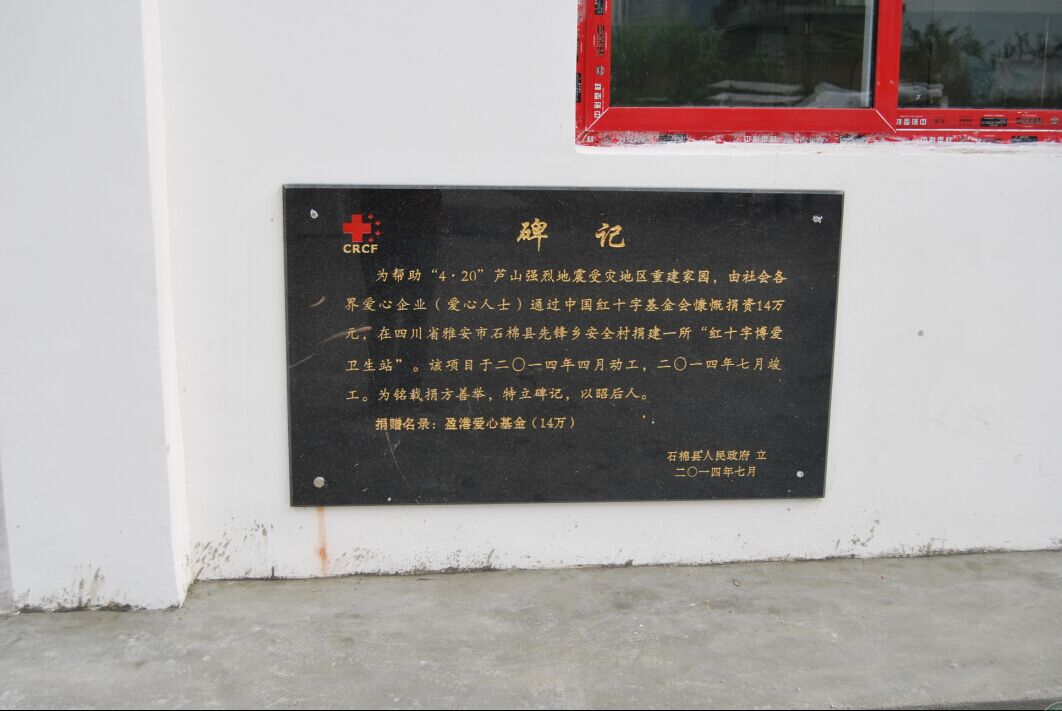 CRCF
碑 记
为帮助“4·20”芦山强烈地震受灾地区重建家园，由社会各
界爱心企业（爱心人士）通过中国红十字基金会慷慨捐资14万
元，在四川省雅安市石棉县先锋乡安全村捐建一所“红十字博爱
卫生站”。该项目于二〇一四年四月动工，二〇一四年七月竣
工。为铭载捐方善举，特立碑记，以昭后人。
捐赠名录：盈港爱心基金（14万）
石棉县人民政府 立
二〇一四年七月